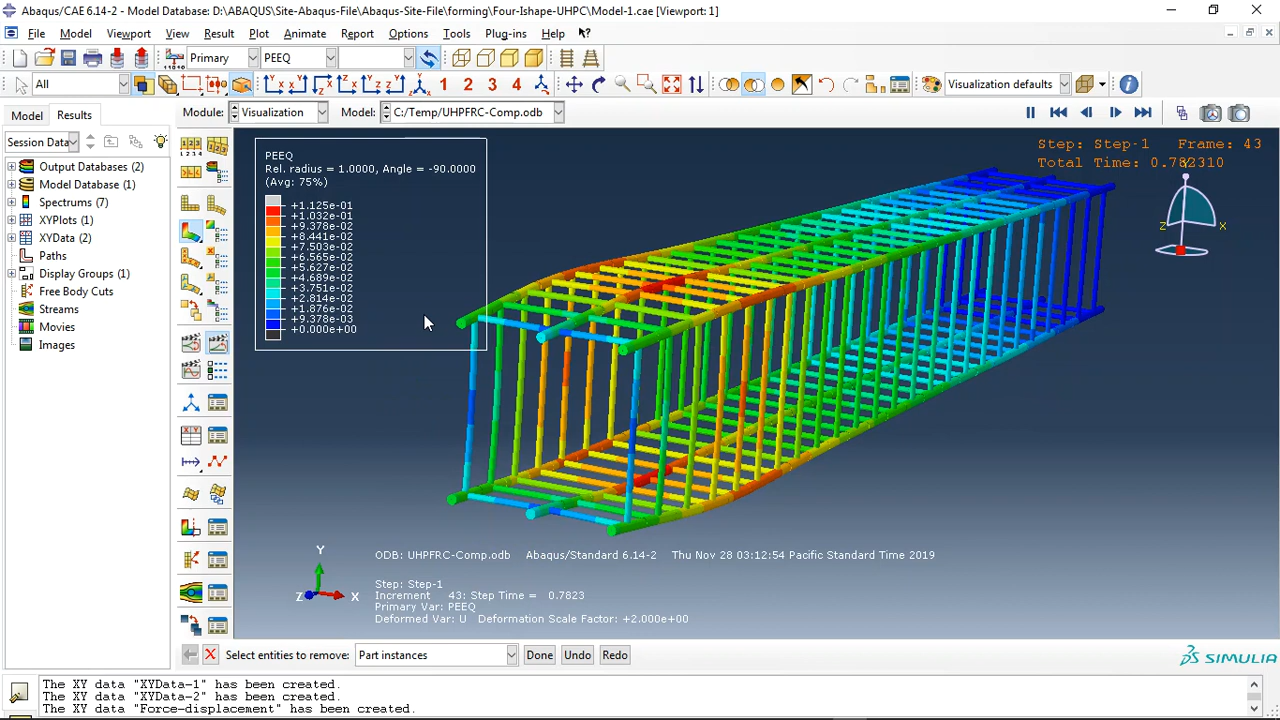 Abaqus/CAE 6.14-2 - Model Database: D:\ABAQUS\Site-Abaqus-File\Abaqus-Site-File\forming\Four-Ishape-UHPC\Model-1.cae [Viewport: 1]
File Model Viewport View Result Plot Animate Report Options Tools Plug-ins Help
Primary PEEQ
All 1 2 3 4 Visualization defaults
Model Results Module: Visualization Model: C:/Temp/UHPFRC-Comp.odb
Session Data
Output Databases (2)
Model Database (1)
Spectrums (7)
XYPlots (1)
XYData (2)
Paths
Display Groups (1)
Free Body Cuts
Streams
Movies
Images
PEEQ
Rel. radius = 1.0000, Angle = -90.0000
(Avg: 75%)
+1.125e-01
+1.032e-01
+9.378e-02
+8.441e-02
+7.503e-02
+6.565e-02
+5.627e-02
+4.689e-02
+3.751e-02
+2.814e-02
+1.876e-02
+9.378e-03
+0.000e+00
Step: Step-1 Frame: 43
Total Time: 0.782310
Z X
Y
Z X
ODB: UHPFRC-Comp.odb Abaqus/Standard 6.14-2 Thu Nov 28 03:12:54 Pacific Standard Time 2019
Step: Step-1
Increment 43: Step Time = 0.7823
Primary Var: PEEQ
Deformed Var: U Deformation Scale Factor: +2.000e+00
Select entities to remove: Part instances Done Undo Redo
SIMULIA
The XY data "XYData-1" has been created.
The XY data "XYData-2" has been created.
The XY data "Force-displacement" has been created.